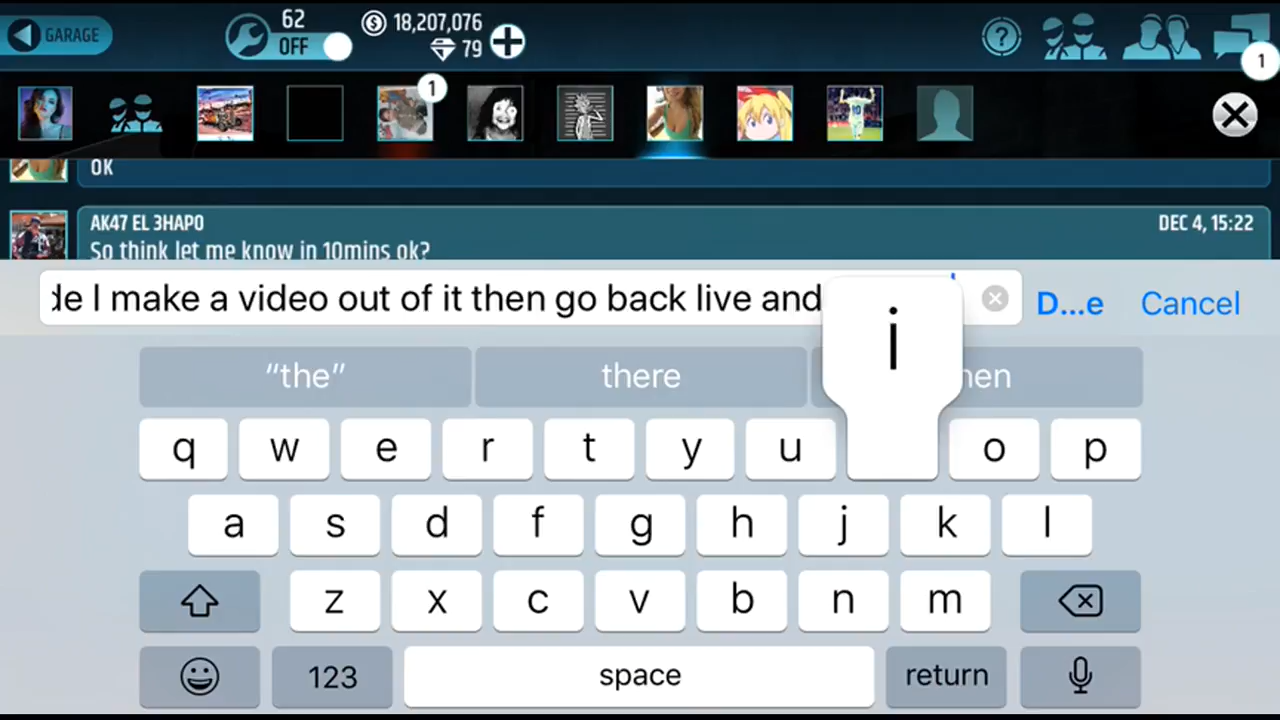 GARAGE
62
OFF
18,207,076
79
1
1
OK
AK47 EL 3HAPO
DEC 4, 15:22
So think let me know in 10mins ok?
de I make a video out of it then go back live and
D...e
Cancel
i
“the”
there
hen
q w e r t y u o p
a s d f g h j k l
z x c v b n m
123
space
return